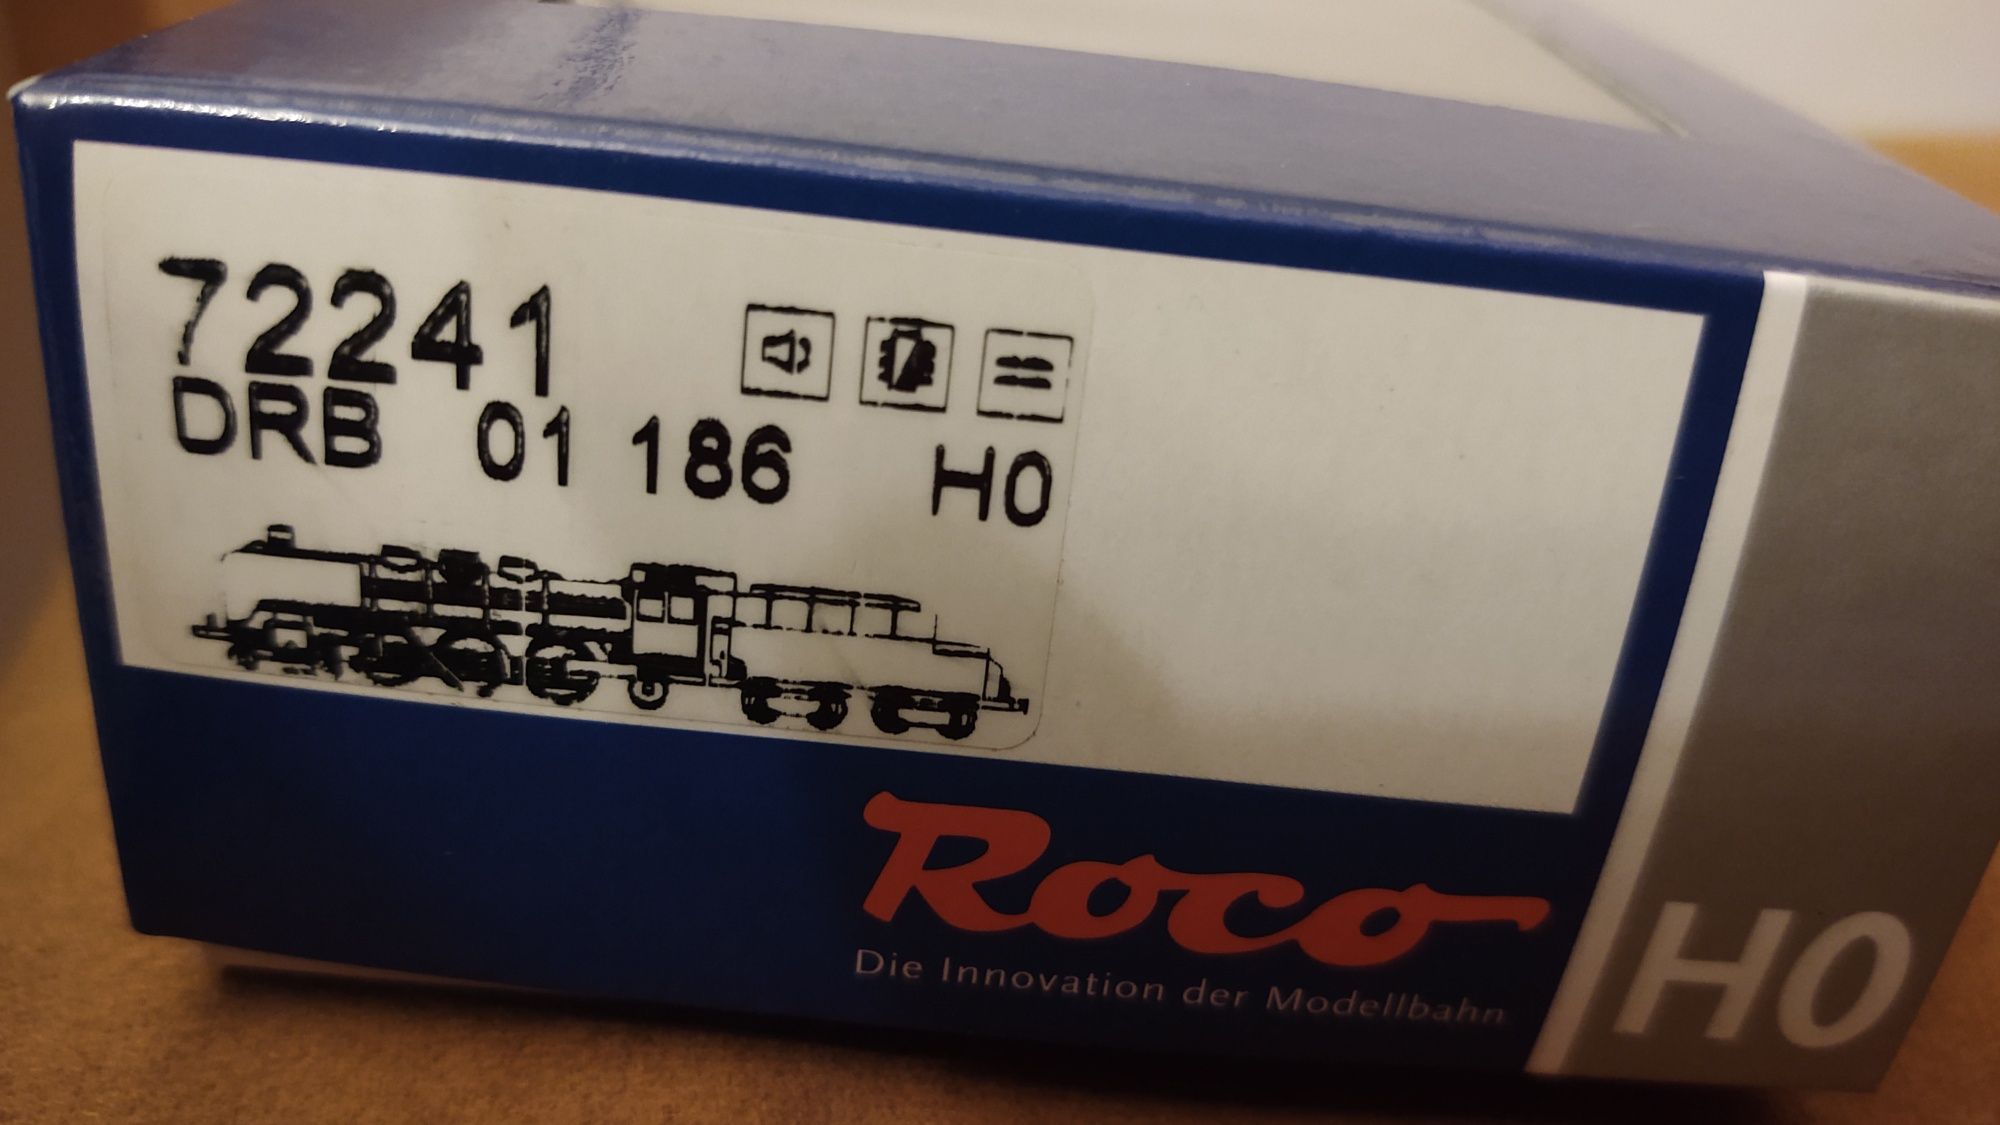 72241
DRB 01 186 H0
Roco
Die Innovation der Modellbahn
H0